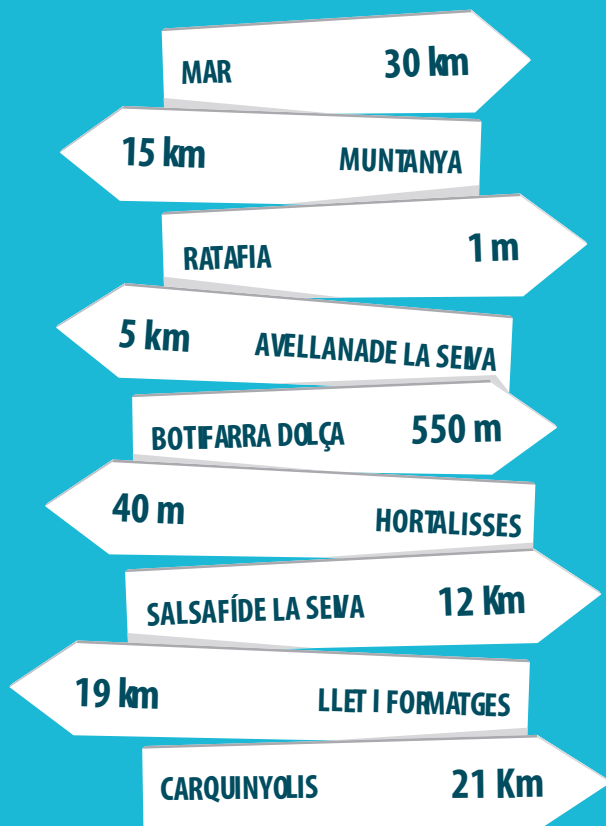 MAR 30 km
15 km MUNTANYA
RATAFIA 1 m
5 km AVELLANADE LA SELVA
BOTIFARRA DOLÇA 550 m
40 m HORTALISSES
SALSAFÍDE LA SELVA 12 Km
19 km LLET I FORMATGES
CARQUINYOLIS 21 Km